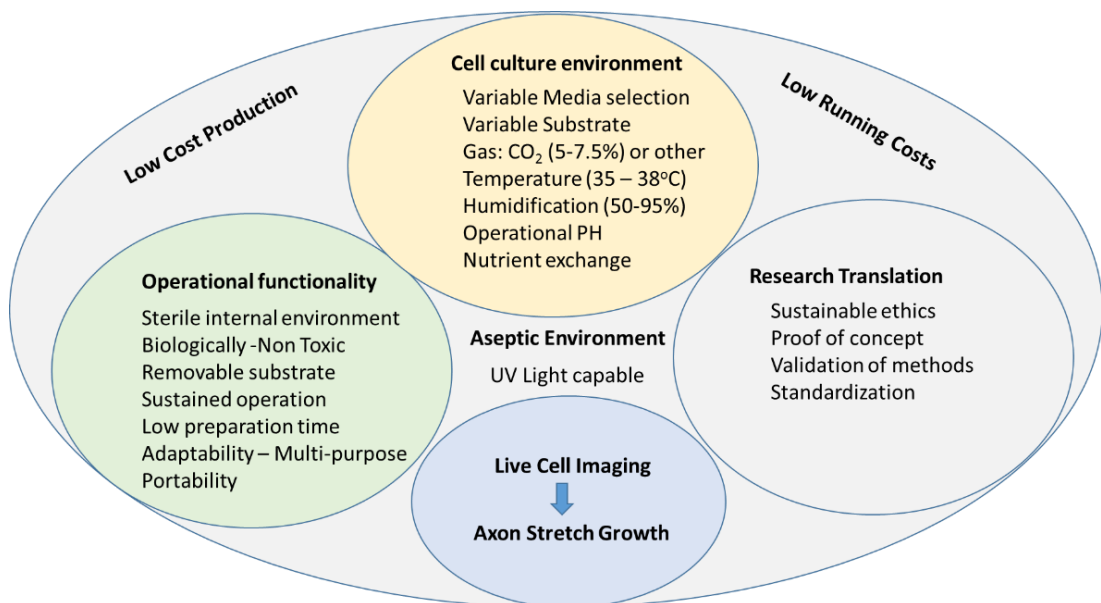 Low Cost Production
Cell culture environment
Variable Media selection
Variable Substrate
Gas: CO₂ (5-7.5%) or other
Temperature (35 – 38°C)
Humidification (50-95%)
Operational PH
Nutrient exchange
Low Running Costs
Operational functionality
Sterile internal environment
Biologically -Non Toxic
Removable substrate
Sustained operation
Low preparation time
Adaptability – Multi-purpose
Portability
Aseptic Environment
UV Light capable
Research Translation
Sustainable ethics
Proof of concept
Validation of methods
Standardization
Live Cell Imaging
Axon Stretch Growth